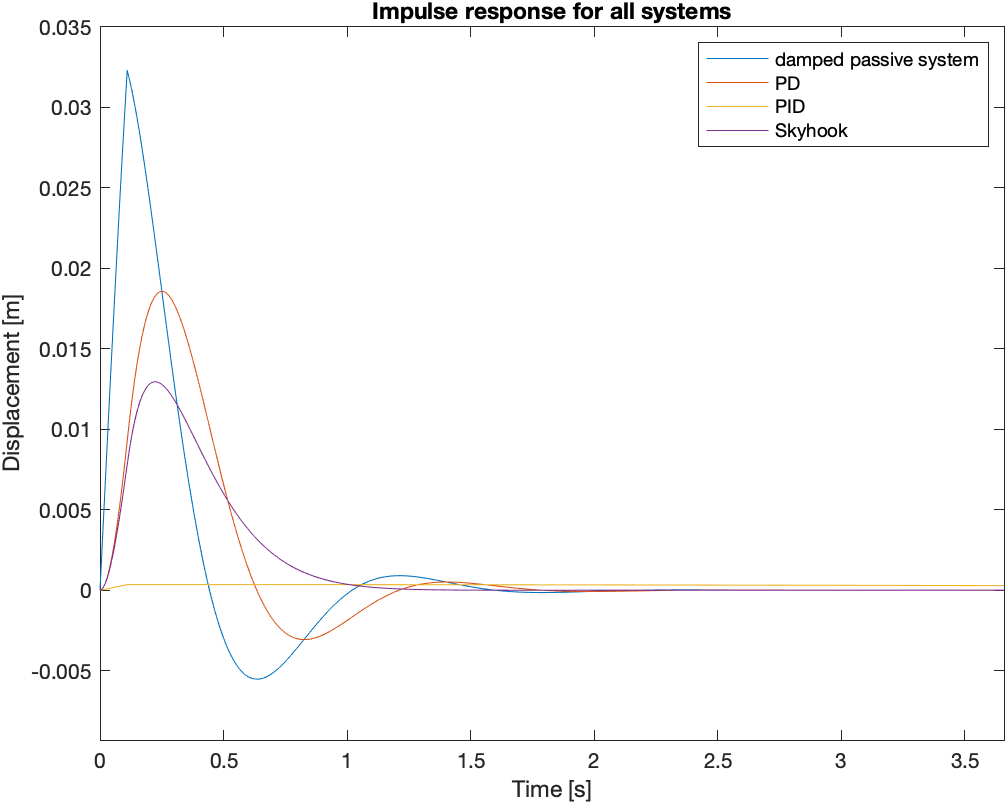 Impulse response for all systems
damped passive system
PD
PID
Skyhook
Displacement [m]
0.035
0.03
0.025
0.02
0.015
0.01
0.005
0
-0.005
0 0.5 1 1.5 2 2.5 3 3.5
Time [s]